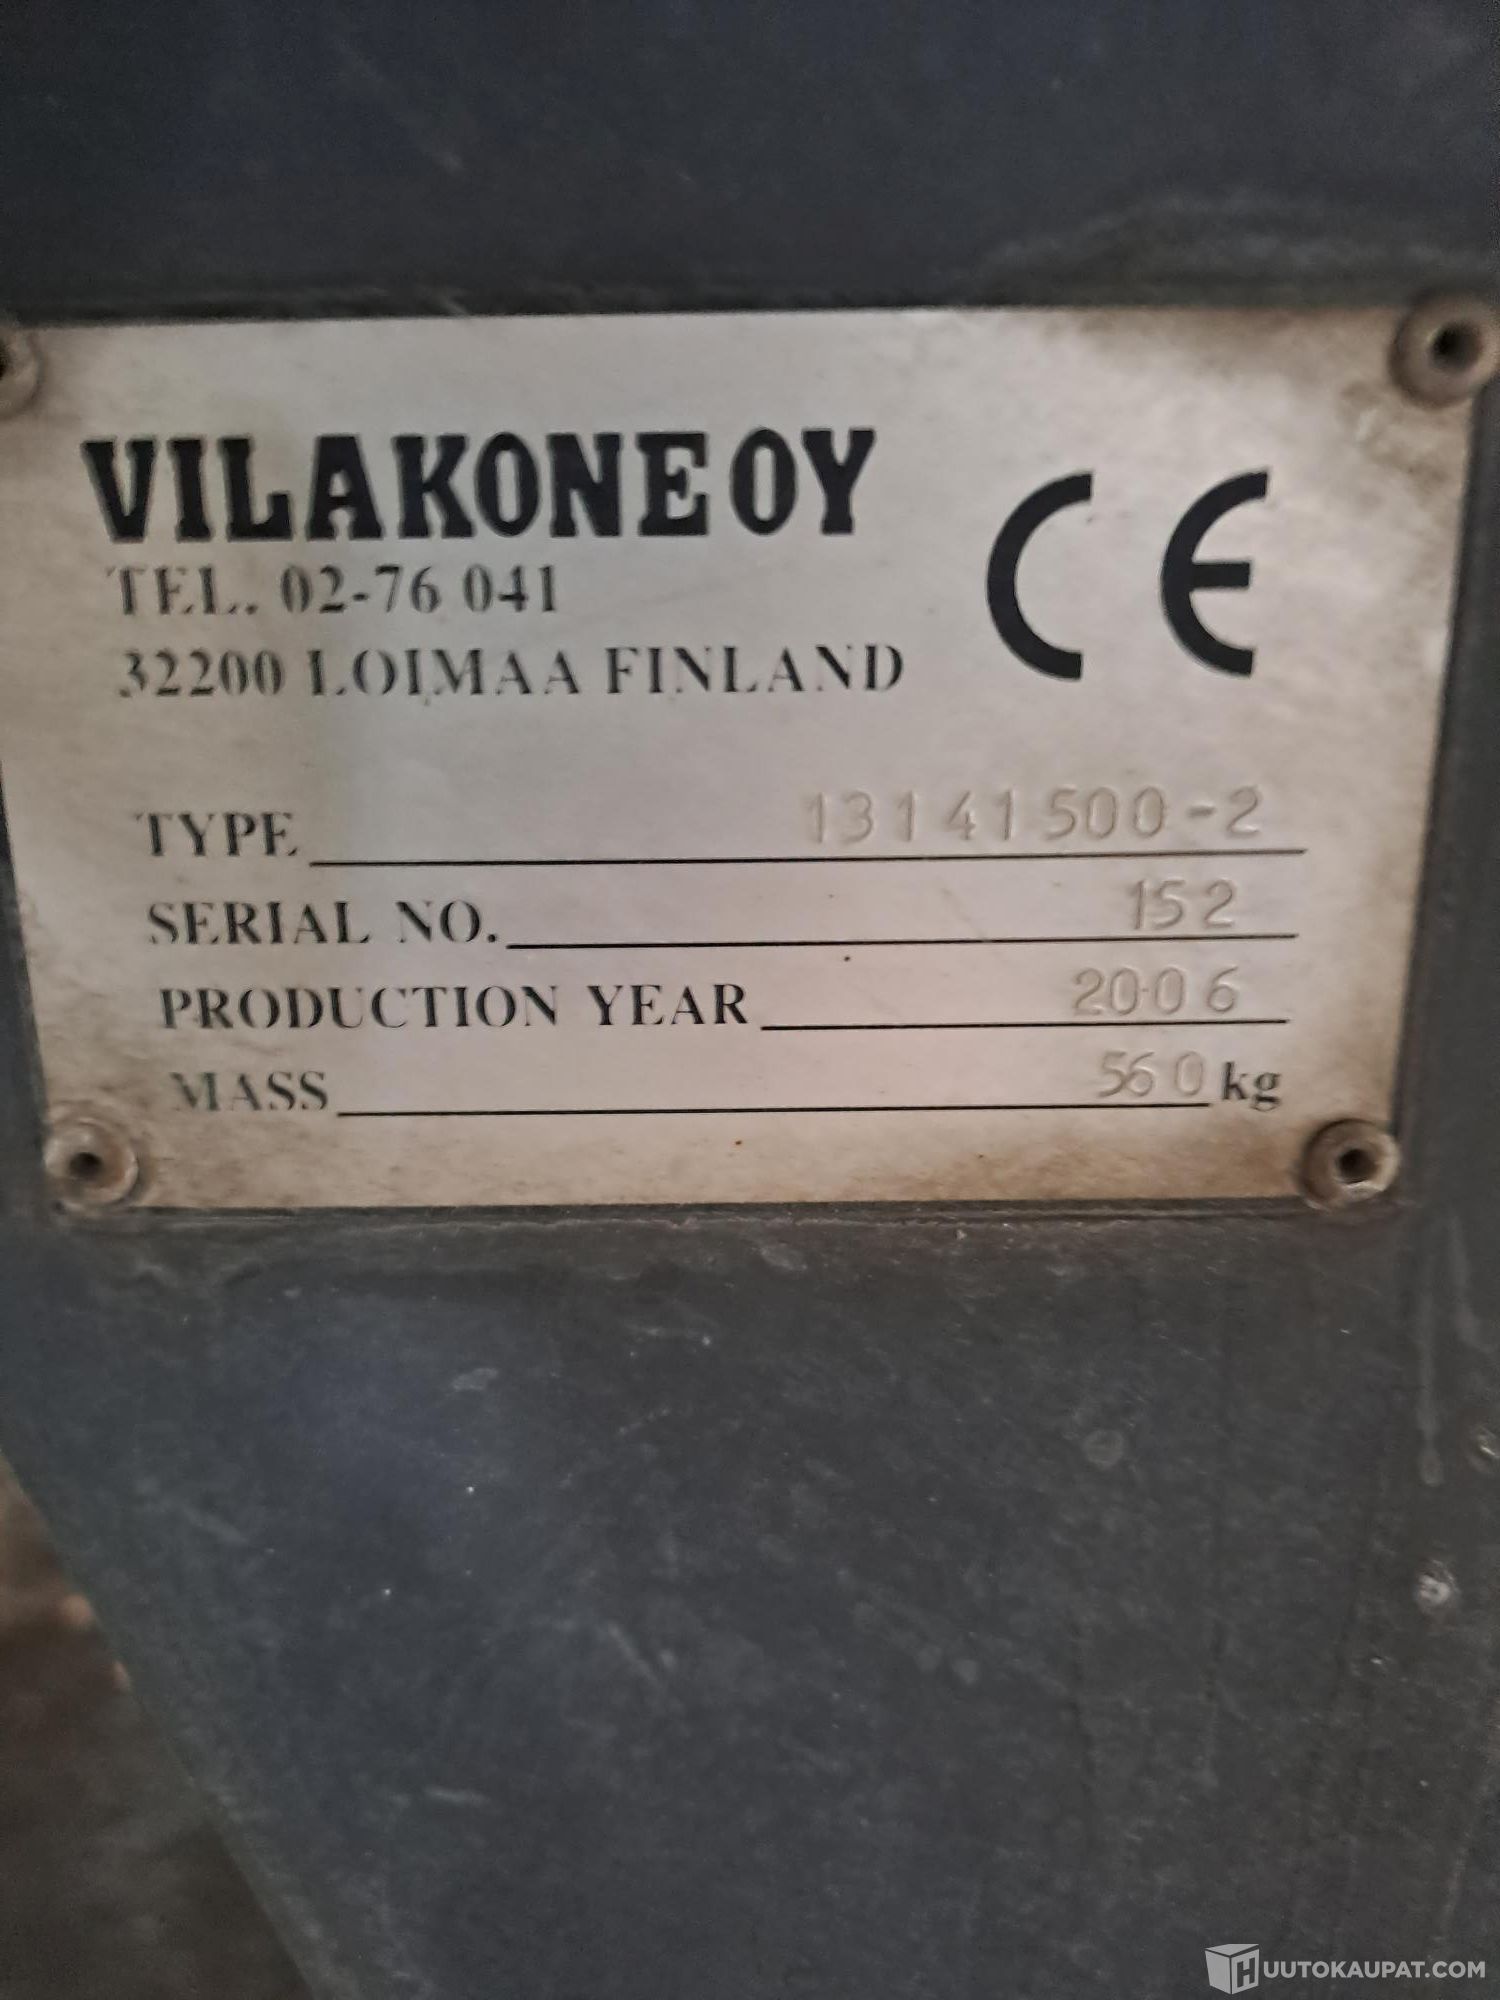 VILAKONE OY
TEL. 02-76 041
32200 LOIMAA FINLAND
CE
TYPE 13141500-2
SERIAL NO. 152
PRODUCTION YEAR 2006
MASS 560 kg
HUUTOKAUPAT.COM